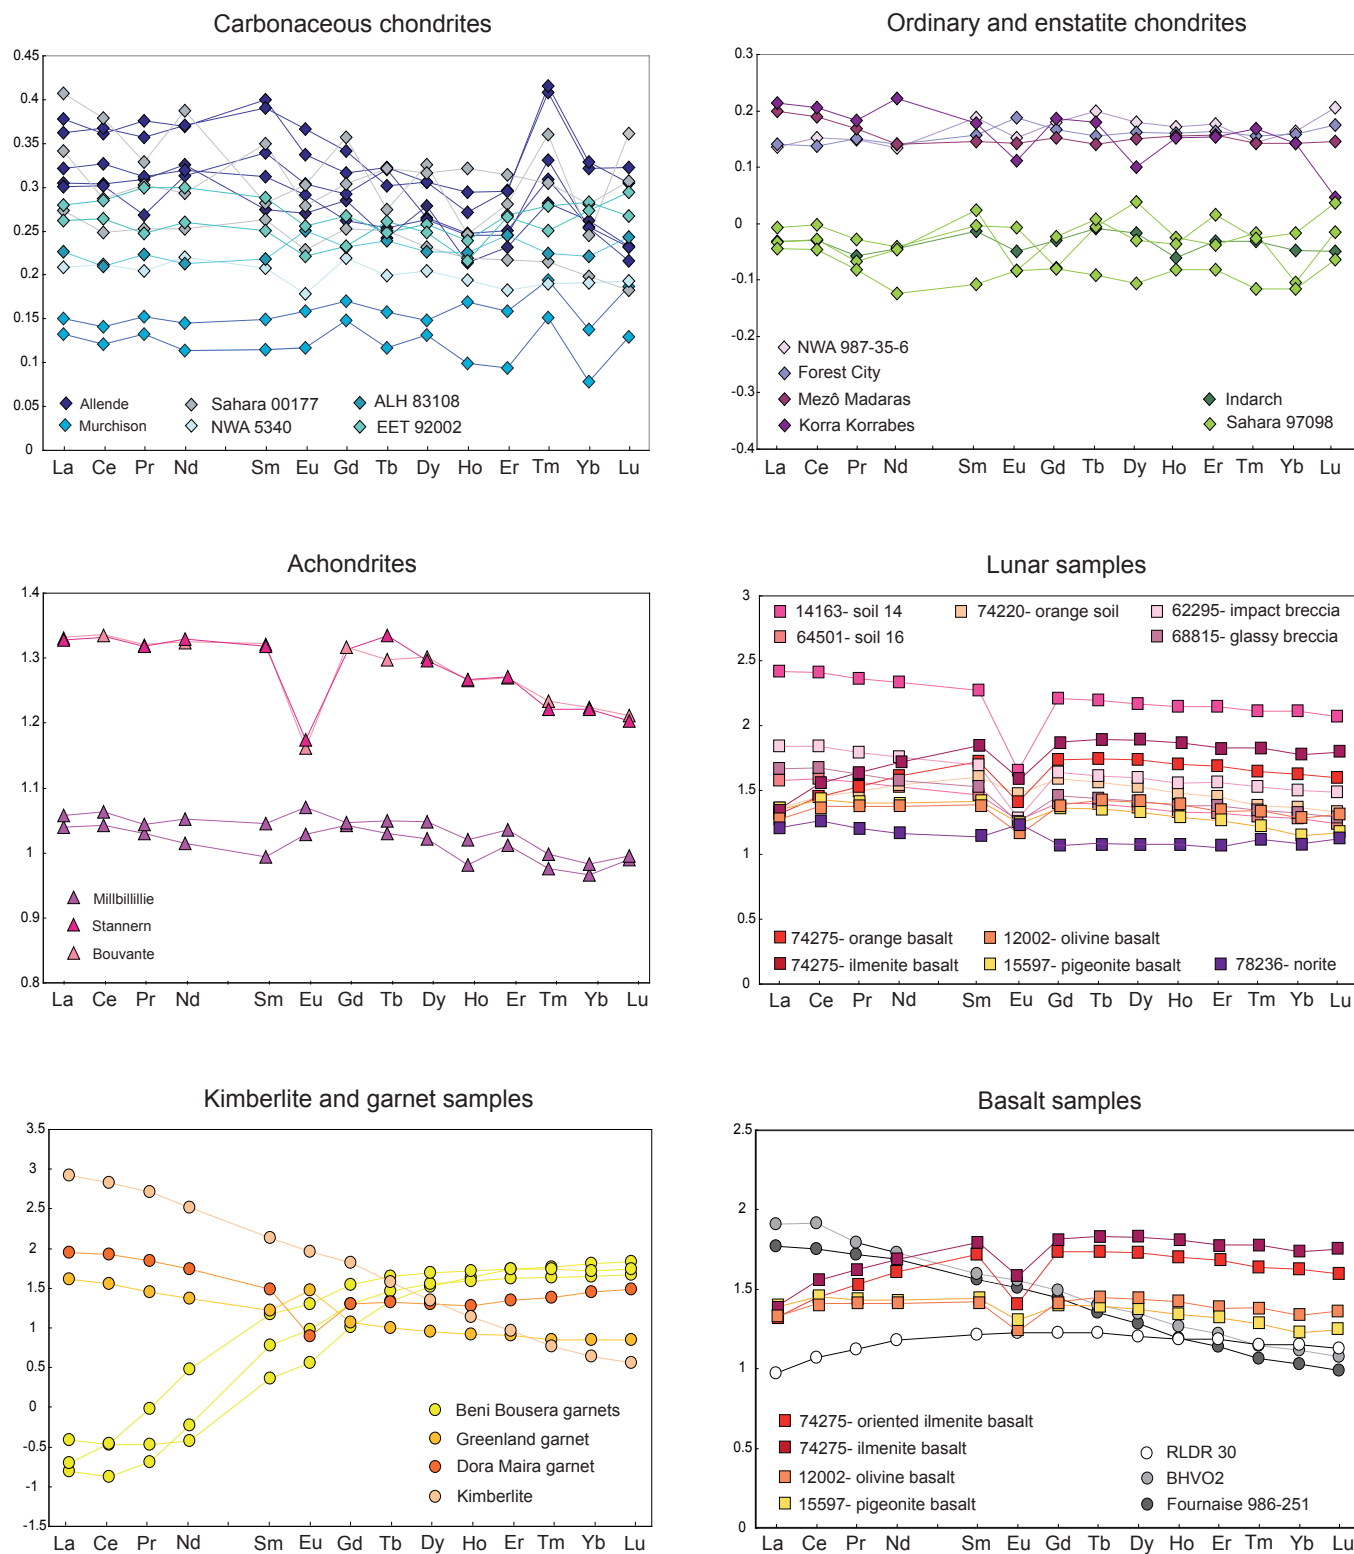 Carbonaceous chondrites
0.45
0.4
0.35
0.3
0.25
0.2
0.15
0.1
0.05
0
Allende
Murchison
Sahara 00177
NWA 5340
ALH 83108
EET 92002
La Ce Pr Nd Sm Eu Gd Tb Dy Ho Er Tm Yb Lu
Ordinary and enstatite chondrites
0.3
0.2
0.1
0
-0.1
-0.2
-0.3
-0.4
NWA 987-35-6
Forest City
Mezô Madaras
Korra Korrabes
Indarch
Sahara 97098
La Ce Pr Nd Sm Eu Gd Tb Dy Ho Er Tm Yb Lu
Achondrites
1.4
1.3
1.2
1.1
1
0.9
0.8
Millbillillie
Stannern
Bouvante
La Ce Pr Nd Sm Eu Gd Tb Dy Ho Er Tm Yb Lu
Lunar samples
3
2.5
2
1.5
1
0.5
0
14163- soil 14
64501- soil 16
74220- orange soil
62295- impact breccia
68815- glassy breccia
74275- orange basalt
74275- ilmenite basalt
12002- olivine basalt
15597- pigeonite basalt
78236- norite
La Ce Pr Nd Sm Eu Gd Tb Dy Ho Er Tm Yb Lu
Kimberlite and garnet samples
3.5
3
2.5
2
1.5
1
0.5
0
-0.5
-1
-1.5
Beni Bousera garnets
Greenland garnet
Dora Maira garnet
Kimberlite
La Ce Pr Nd Sm Eu Gd Tb Dy Ho Er Tm Yb Lu
Basalt samples
2.5
2
1.5
1
0.5
0
74275- oriented ilmenite basalt
74275- ilmenite basalt
12002- olivine basalt
15597- pigeonite basalt
RLDR 30
BHVO2
Fournaise 986-251
La Ce Pr Nd Sm Eu Gd Tb Dy Ho Er Tm Yb Lu